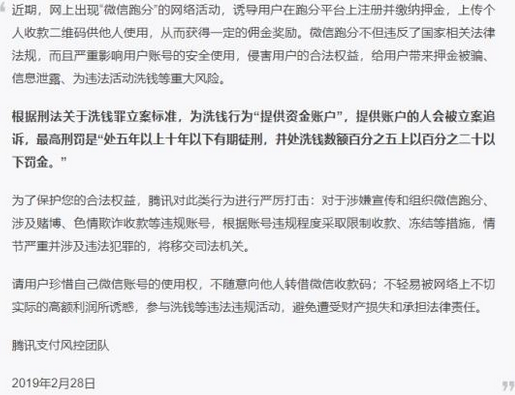 近期，网上出现“微信跑分”的网络活动，诱导用户在跑分平台上注册并缴纳押金，上传个
人收款二维码供他人使用，从而获得一定的佣金奖励。微信跑分不但违反了国家相关法律
法规，而且严重影响用户账号的安全使用，侵害用户的合法权益，给用户带来押金被骗、
信息泄露、为违法活动洗钱等重大风险。
根据刑法关于洗钱罪立案标准，为洗钱行为“提供资金账户”，提供账户的人会被立案追
诉，最高刑罚是“处五年以上十年以下有期徒刑，并处洗钱数额百分之五上以百分之二十以
下罚金。”
为了保护您的合法权益，腾讯对此类行为进行严厉打击：对于涉嫌宣传和组织微信跑分、
涉及赌博、色情欺诈收款等违规账号，根据账号违规程度采取限制收款、冻结等措施，情
节严重并涉及违法犯罪的，将移交司法机关。
请用户珍惜自己微信账号的使用权，不随意向他人转借微信收款码；不轻易被网络上不切
实际的高额利润所诱惑，参与洗钱等违法违规活动，避免遭受财产损失和承担法律责任。
腾讯支付风控团队
2019年2月28日